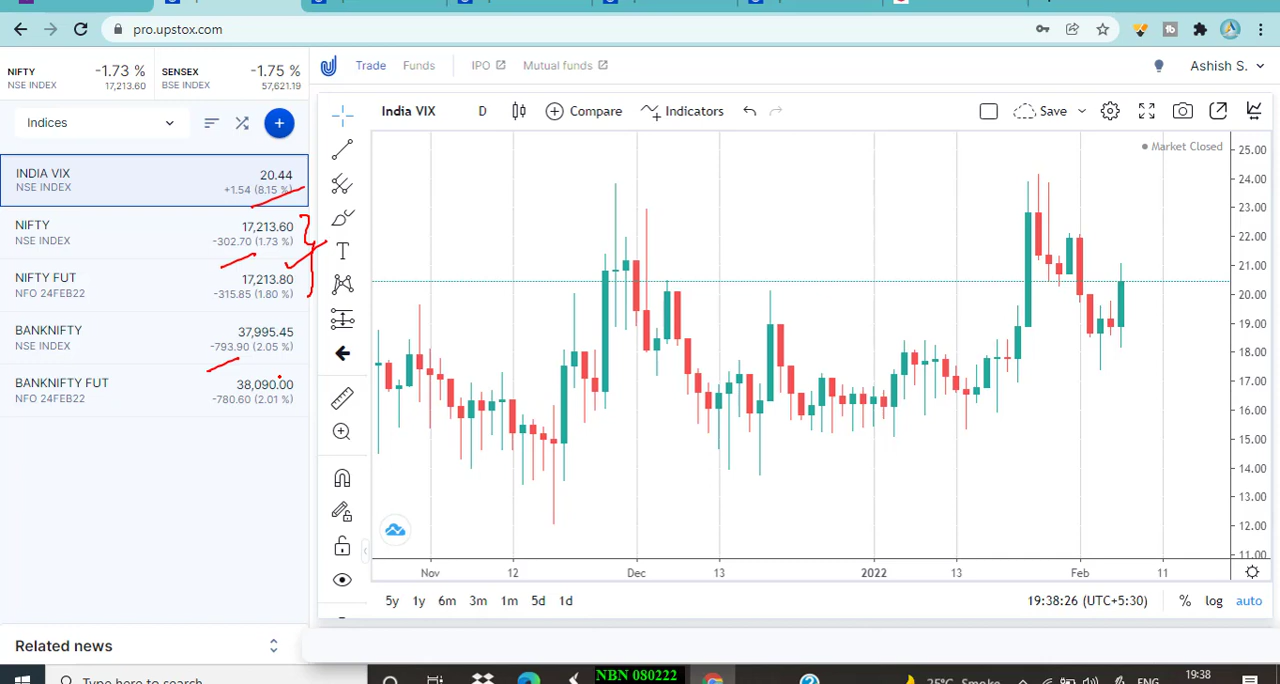 pro.upstox.com
NIFTY -1.73 % SENSEX -1.75 %
NSE INDEX 17,213.60 BSE INDEX 57,621.19
Trade Funds IPO Mutual funds Ashish S.
Indices
+
India VIX D Compare Indicators Save
INDIA VIX 20.44
NSE INDEX +1.54 (8.15 %)
NIFTY 17,213.60
NSE INDEX -302.70 (1.73 %)
NIFTY FUT 17,213.80
NFO 24FEB22 -315.85 (1.80 %)
BANKNIFTY 37,995.45
NSE INDEX -793.90 (2.05 %)
BANKNIFTY FUT 38,090.00
NFO 24FEB22 -780.60 (2.01 %)
T
Market Closed
25.00
24.00
23.00
22.00
21.00
20.00
19.00
18.00
17.00
16.00
15.00
14.00
13.00
12.00
11.00
Nov 12 Dec 13 2022 13 Feb 11
5y 1y 6m 3m 1m 5d 1d 19:38:26 (UTC+5:30) % log auto
Related news
Type here to search
NBN 080222
25°C Smoke ENG 19:38